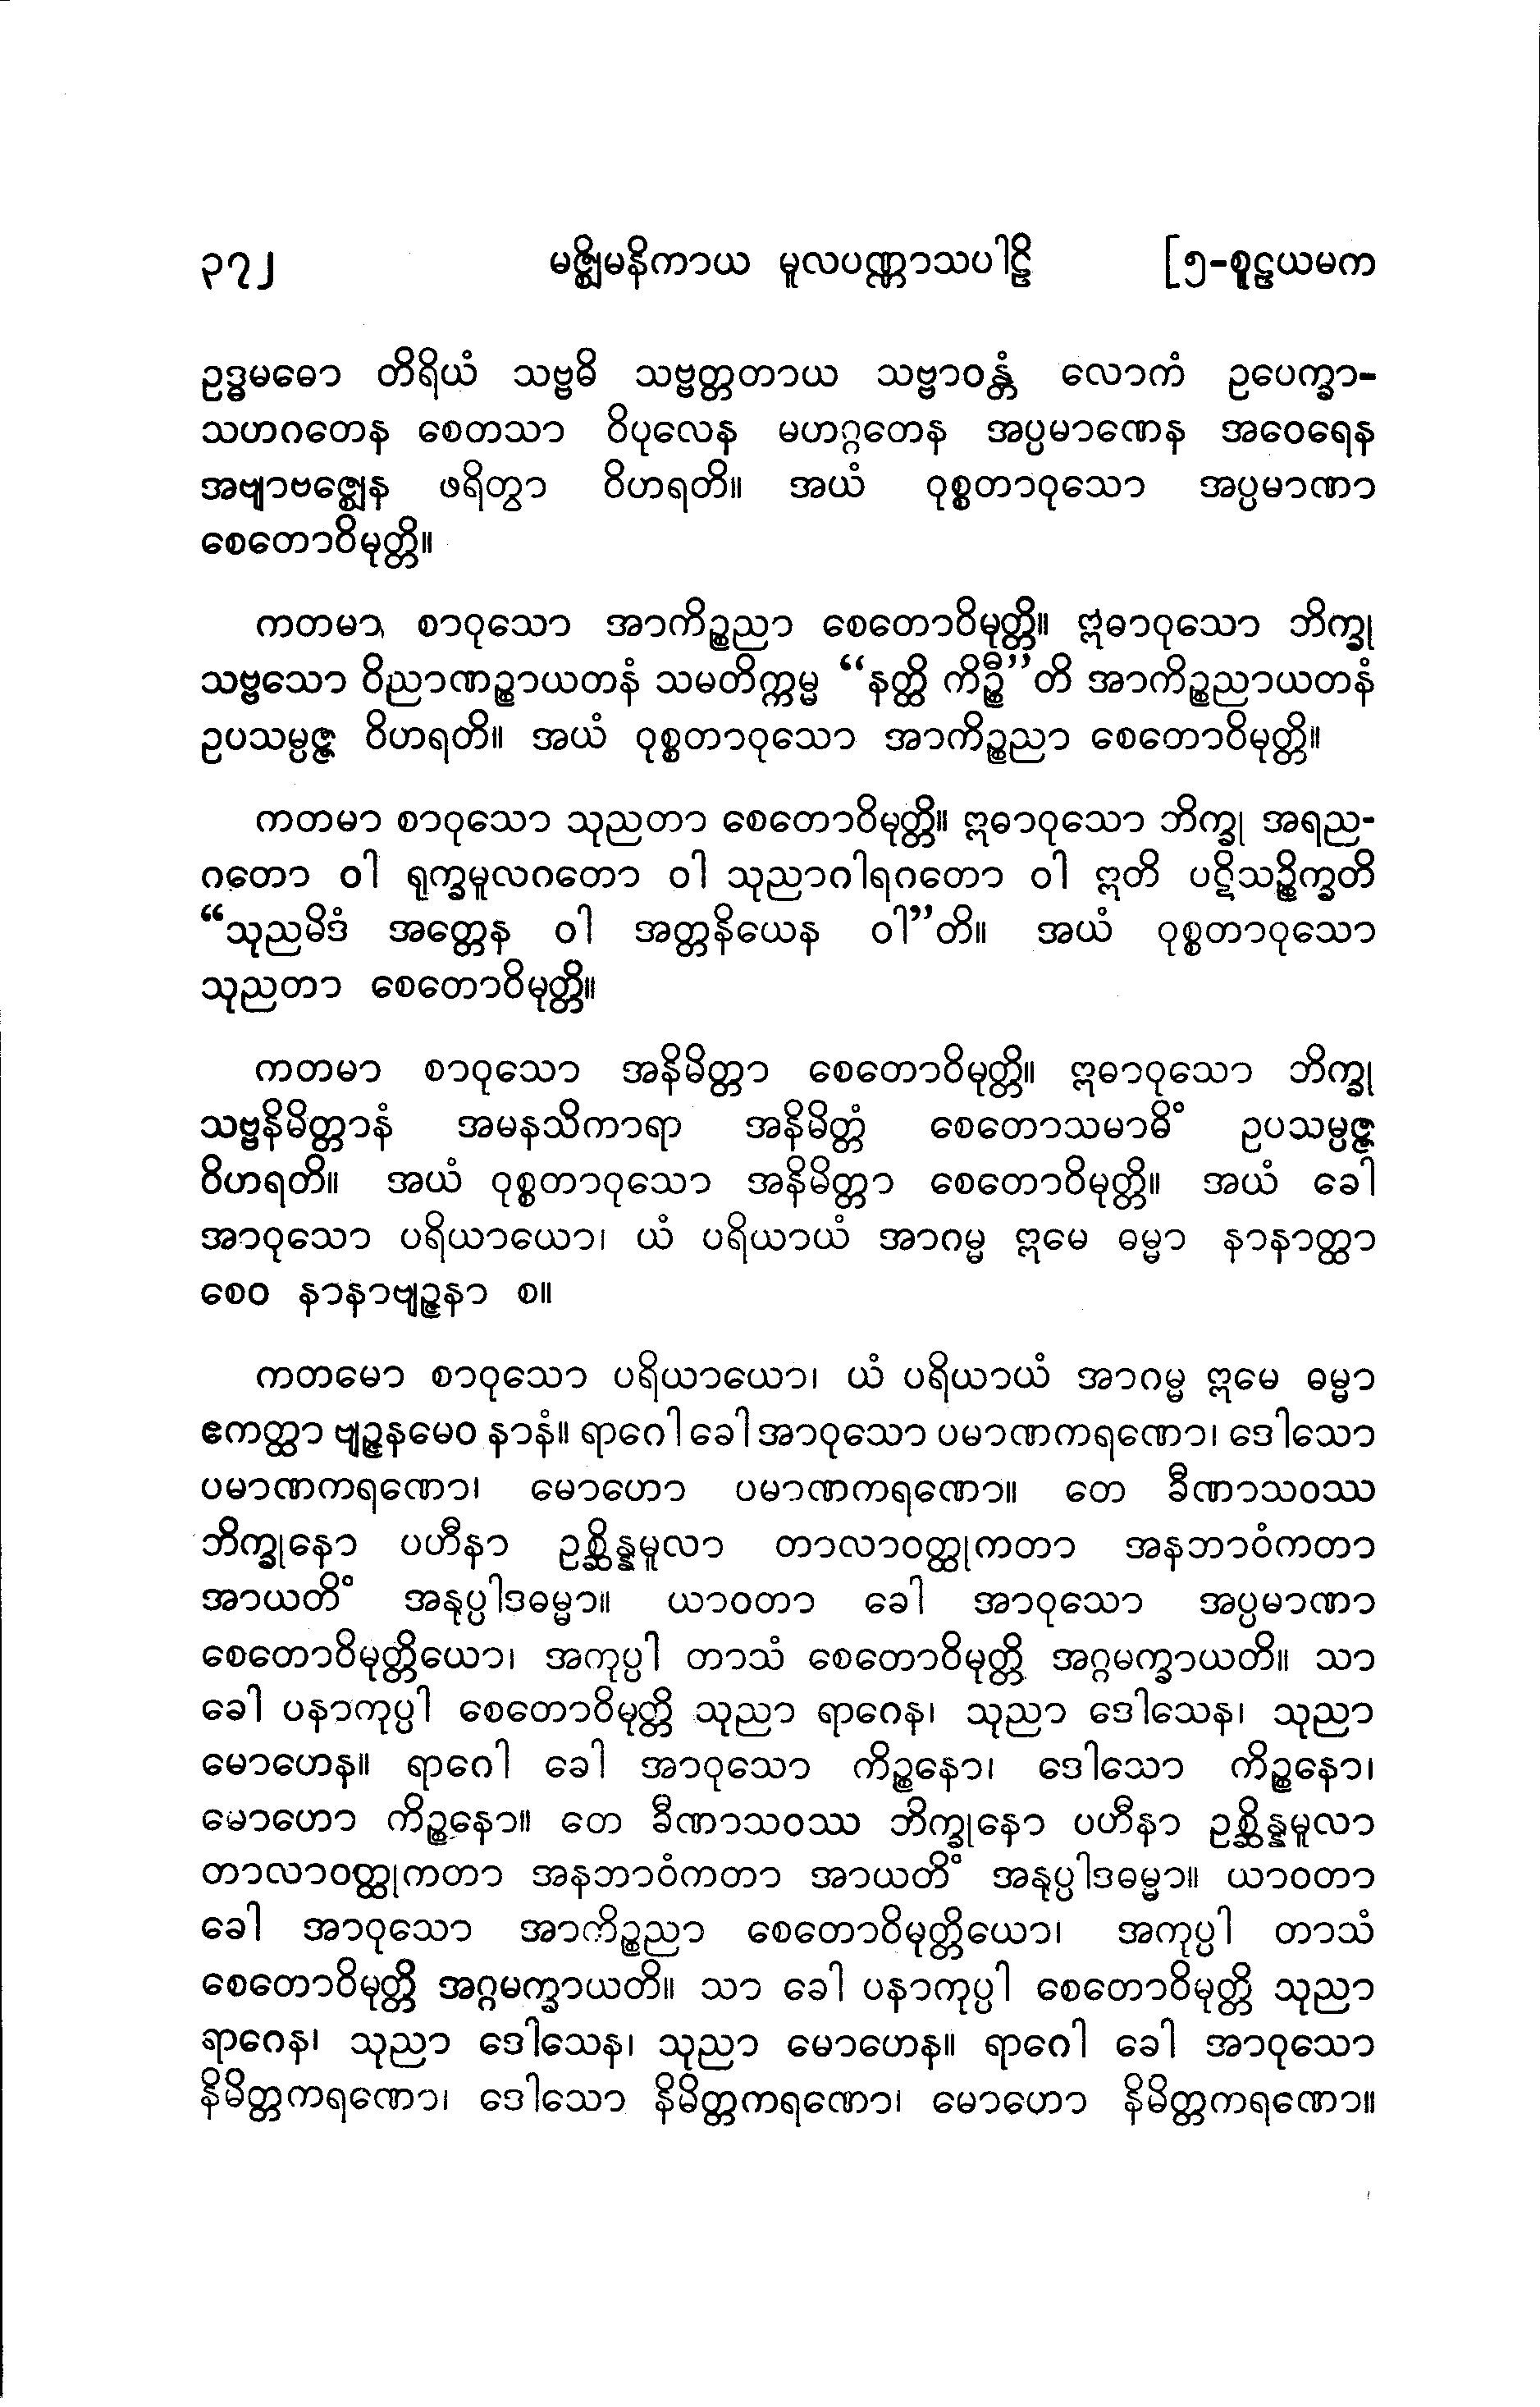 ၃၇၂ မဇ္ဈိမနိကာယ မူလပဏ္ဏာသပါဠိ [၅-စူဠယမက
ဥဒ္ဓမဓော တိရိယံ သဗ္ဗဓိ သဗ္ဗတ္တတာယ သဗ္ဗာဝန္တံ လောကံ ဥပေက္ခာ-
သဟဂတေန စေတသာ ဝိပုလေန မဟဂ္ဂတေန အပ္ပမာဏေန အဝေရေန
အဗျာဗဇ္ဈေန ဖရိတွာ ဝိဟရတိ။ အယံ ဝုစ္စတာဝုသော အပ္ပမာဏာ
စေတောဝိမုတ္တိ။
ကတမာ စာဝုသော အာကိဉ္စညာ စေတောဝိမုတ္တိ။ ဣဓာဝုသော ဘိက္ခု
သဗ္ဗသော ဝိညာဏဉ္စာယတနံ သမတိက္ကမ္မ “နတ္ထိ ကိဉ္စီ”တိ အာကိဉ္စညာယတနံ
ဥပသမ္ပဇ္ဇ ဝိဟရတိ။ အယံ ဝုစ္စတာဝုသော အာကိဉ္စညာ စေတောဝိမုတ္တိ။
ကတမာ စာဝုသော သုညတာ စေတောဝိမုတ္တိ။ ဣဓာဝုသော ဘိက္ခု အရည-
ဂတော ဝါ ရုက္ခမူလဂတော ဝါ သုညာဂါရဂတော ဝါ ဣတိ ပဋိသဉ္စိက္ခတိ
“သုညမိဒံ အတ္တေန ဝါ အတ္တနိယေန ဝါ”တိ။ အယံ ဝုစ္စတာဝုသော
သုညတာ စေတောဝိမုတ္တိ။
ကတမာ စာဝုသော အနိမိတ္တာ စေတောဝိမုတ္တိ။ ဣဓာဝုသော ဘိက္ခု
သဗ္ဗနိမိတ္တာနံ အမနသိကာရာ အနိမိတ္တံ စေတောသမာဓိံ ဥပသမ္ပဇ္ဇ
ဝိဟရတိ။ အယံ ဝုစ္စတာဝုသော အနိမိတ္တာ စေတောဝိမုတ္တိ။ အယံ ခေါ
အာဝုသော ပရိယာယော၊ ယံ ပရိယာယံ အာဂမ္မ ဣမေ ဓမ္မာ နာနာတ္ထာ
စေဝ နာနာဗျဉ္ဇနာ စ။
ကတမော စာဝုသော ပရိယာယော၊ ယံ ပရိယာယံ အာဂမ္မ ဣမေ ဓမ္မာ
ဧကတ္ထာ ဗျဉ္ဇနမေဝ နာနံ။ ရာဂေါ ခေါ အာဝုသော ပမာဏကရဏော၊ ဒေါသော
ပမာဏကရဏော၊ မောဟော ပမာဏကရဏော။ တေ ခီဏာသဝဿ
ဘိက္ခုနော ပဟီနာ ဥစ္ဆိန္နမူလာ တာလာဝတ္ထုကတာ အနဘာဝံကတာ
အာယတိံ အနုပ္ပါဒဓမ္မာ။ ယာဝတာ ခေါ အာဝုသော အပ္ပမာဏာ
စေတောဝိမုတ္တိယော၊ အကုပ္ပါ တာသံ စေတောဝိမုတ္တိ အဂ္ဂမက္ခာယတိ။ သာ
ခေါ ပနာကုပ္ပါ စေတောဝိမုတ္တိ သုညာ ရာဂေန၊ သုညာ ဒေါသေန၊ သုညာ
မောဟေန။ ရာဂေါ ခေါ အာဝုသော ကိဉ္စနော၊ ဒေါသော ကိဉ္စနော၊
မောဟော ကိဉ္စနော။ တေ ခီဏာသဝဿ ဘိက္ခုနော ပဟီနာ ဥစ္ဆိန္နမူလာ
တာလာဝတ္ထုကတာ အနဘာဝံကတာ အာယတိံ အနုပ္ပါဒဓမ္မာ။ ယာဝတာ
ခေါ အာဝုသော အာကိဉ္စညာ စေတောဝိမုတ္တိယော၊ အကုပ္ပါ တာသံ
စေတောဝိမုတ္တိ အဂ္ဂမက္ခာယတိ။ သာ ခေါ ပနာကုပ္ပါ စေတောဝိမုတ္တိ သုညာ
ရာဂေန၊ သုညာ ဒေါသေန၊ သုညာ မောဟေန။ ရာဂေါ ခေါ အာဝုသော
နိမိတ္တကရဏော၊ ဒေါသော နိမိတ္တကရဏော၊ မောဟော နိမိတ္တကရဏော။